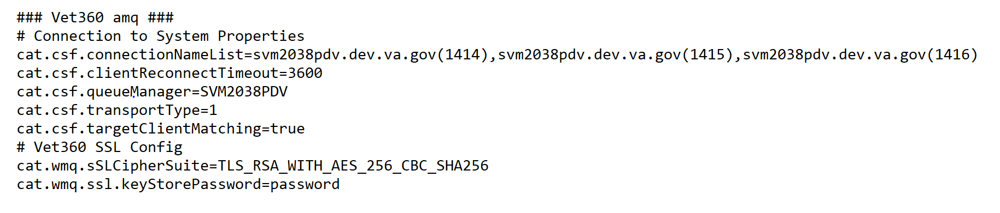 ### Vet360 amq ###
# Connection to System Properties
cat.csf.connectionNameList=svm2038pdv.dev.va.gov(1414),svm2038pdv.dev.va.gov(1415),svm2038pdv.dev.va.gov(1416)
cat.csf.clientReconnectTimeout=3600
cat.csf.queueManager=SVM2038PDV
cat.csf.transportType=1
cat.csf.targetClientMatching=true
# Vet360 SSL Config
cat.wmq.sSLCipherSuite=TLS_RSA_WITH_AES_256_CBC_SHA256
cat.wmq.ssl.keyStorePassword=password